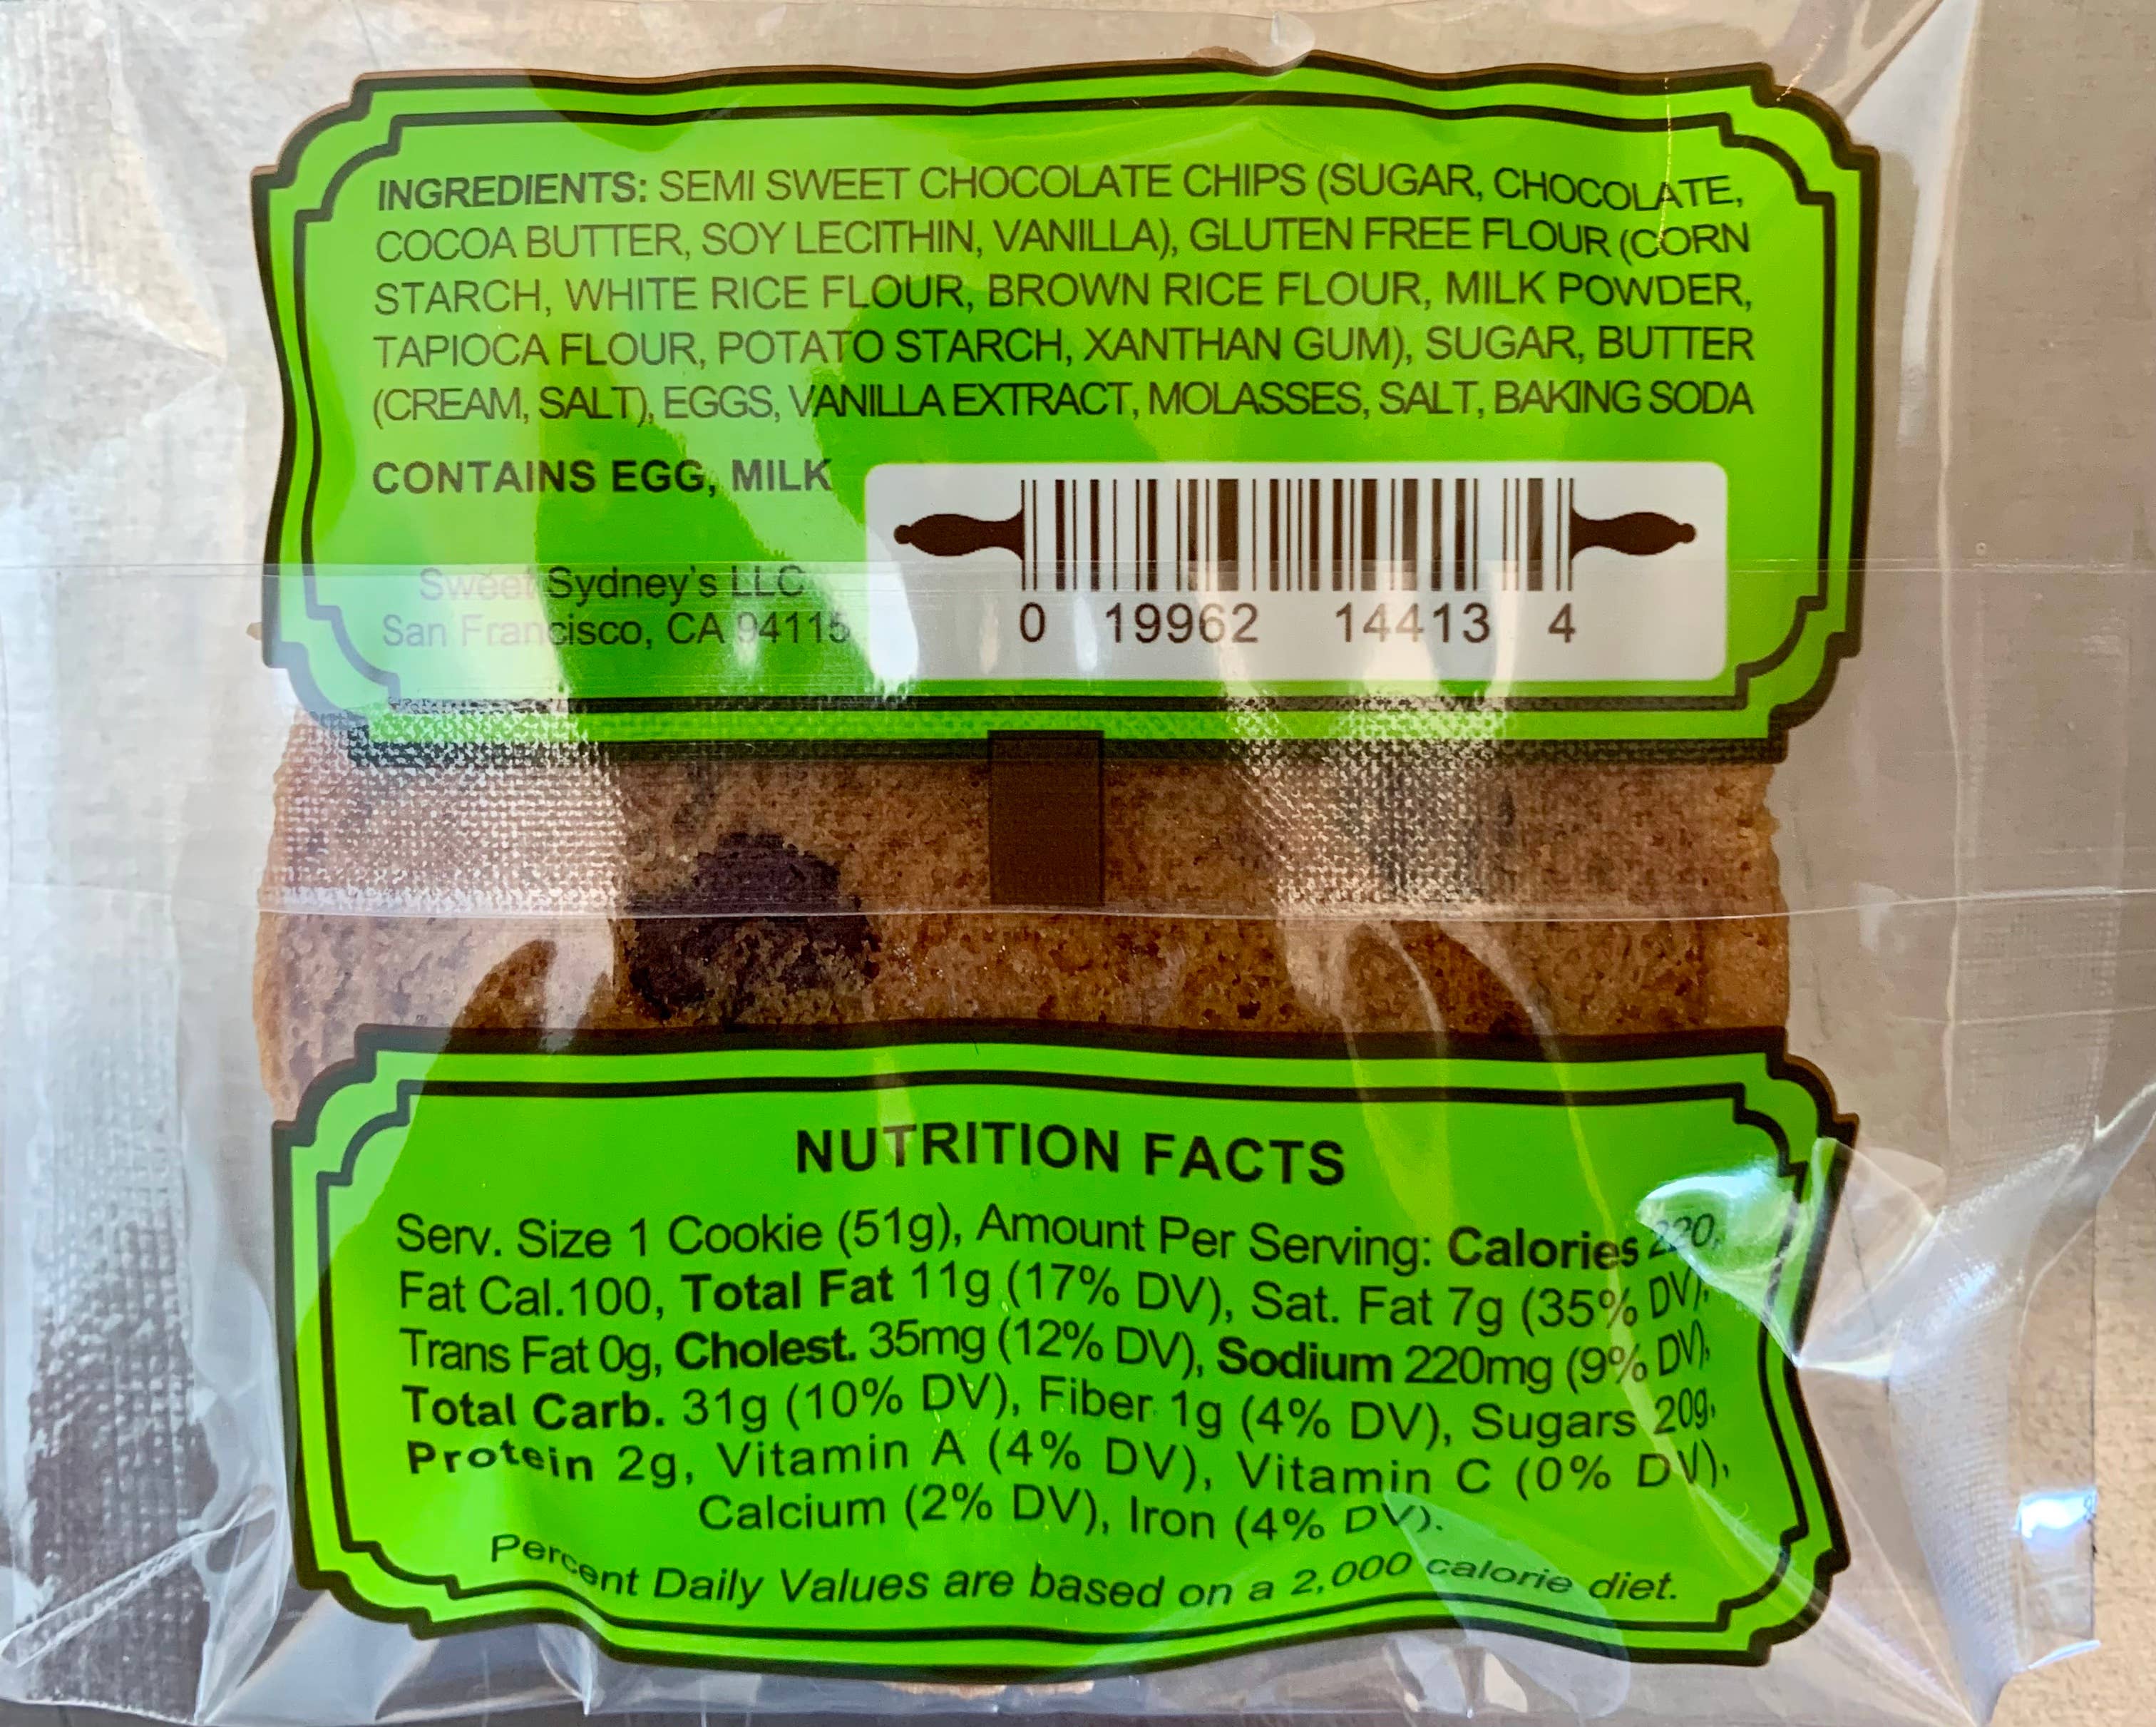 INGREDIENTS: SEMI SWEET CHOCOLATE CHIPS (SUGAR, CHOCOLATE,
COCOA BUTTER, SOY LECITHIN, VANILLA), GLUTEN FREE FLOUR (CORN
STARCH, WHITE RICE FLOUR, BROWN RICE FLOUR, MILK POWDER,
TAPIOCA FLOUR, POTATO STARCH, XANTHAN GUM), SUGAR, BUTTER
(CREAM, SALT), EGGS, VANILLA EXTRACT, MOLASSES, SALT, BAKING SODA
CONTAINS EGG, MILK
Sweet Sydney's LLC
San Francisco, CA 94115
0 19962 14413 4
NUTRITION FACTS
Serv. Size 1 Cookie (51g), Amount Per Serving: Calories 220,
Fat Cal.100, Total Fat 11g (17% DV), Sat. Fat 7g (35% DV),
Trans Fat 0g, Cholest. 35mg (12% DV), Sodium 220mg (9% DV),
Total Carb. 31g (10% DV), Fiber 1g (4% DV), Sugars 20g,
Protein 2g, Vitamin A (4% DV), Vitamin C (0% DV),
Calcium (2% DV), Iron (4% DV).
Percent Daily Values are based on a 2,000 calorie diet.